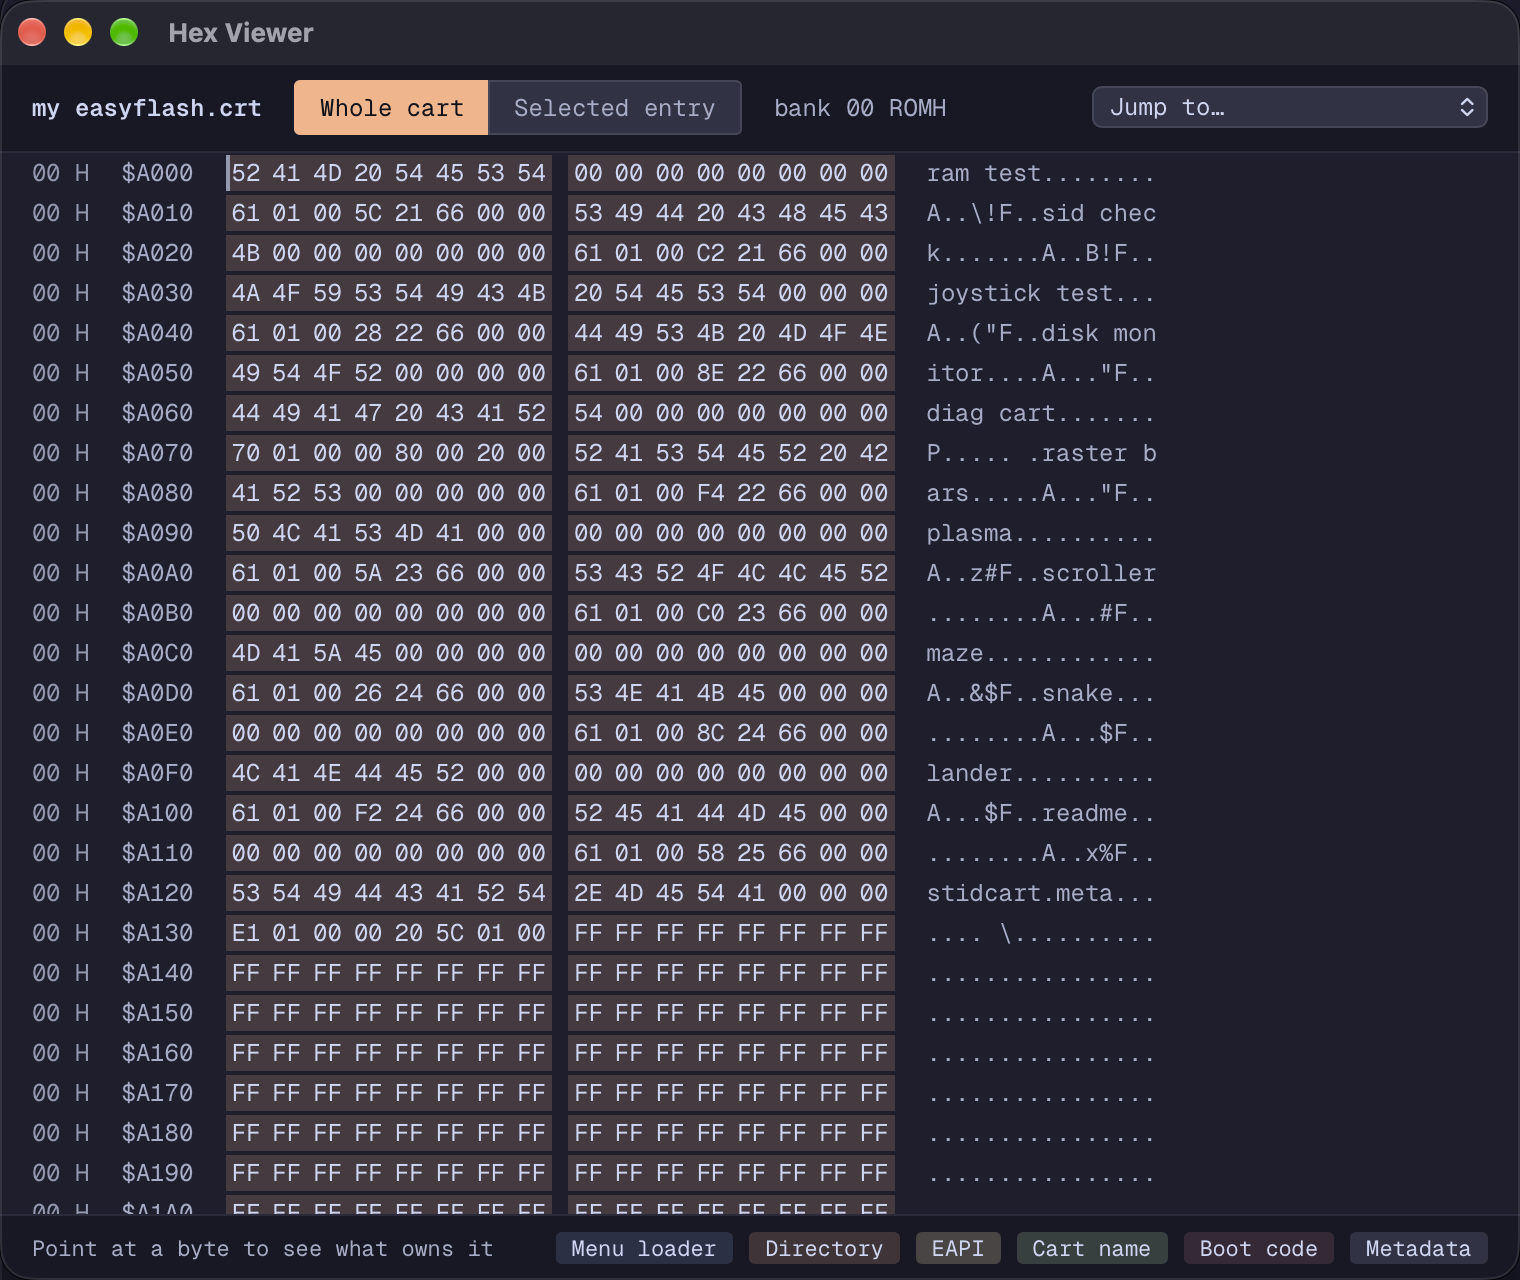 Hex Viewer
my easyflash.crt Whole cart Selected entry bank 00 ROMH Jump to…
00 H $A000 52 41 4D 20 54 45 53 54 00 00 00 00 00 00 00 00 ram test........
00 H $A010 61 01 00 5C 21 66 00 00 53 49 44 20 43 48 45 43 A..\!F..sid chec
00 H $A020 4B 00 00 00 00 00 00 00 61 01 00 C2 21 66 00 00 k.......A..B!F..
00 H $A030 4A 4F 59 53 54 49 43 4B 20 54 45 53 54 00 00 00 joystick test...
00 H $A040 61 01 00 28 22 66 00 00 44 49 53 4B 20 4D 4F 4E A..("F..disk mon
00 H $A050 49 54 4F 52 00 00 00 00 61 01 00 8E 22 66 00 00 itor....A..."F..
00 H $A060 44 49 41 47 20 43 41 52 54 00 00 00 00 00 00 00 diag cart.......
00 H $A070 70 01 00 00 80 00 20 00 52 41 53 54 45 52 20 42 P..... .raster b
00 H $A080 41 52 53 00 00 00 00 00 61 01 00 F4 22 66 00 00 ars.....A..."F..
00 H $A090 50 4C 41 53 4D 41 00 00 00 00 00 00 00 00 00 00 plasma..........
00 H $A0A0 61 01 00 5A 23 66 00 00 53 43 52 4F 4C 4C 45 52 A..z#F..scroller
00 H $A0B0 00 00 00 00 00 00 00 00 61 01 00 C0 23 66 00 00 ........A...#F..
00 H $A0C0 4D 41 5A 45 00 00 00 00 00 00 00 00 00 00 00 00 maze............
00 H $A0D0 61 01 00 26 24 66 00 00 53 4E 41 4B 45 00 00 00 A..&$F..snake...
00 H $A0E0 00 00 00 00 00 00 00 00 61 01 00 8C 24 66 00 00 ........A...$F..
00 H $A0F0 4C 41 4E 44 45 52 00 00 00 00 00 00 00 00 00 00 lander..........
00 H $A100 61 01 00 F2 24 66 00 00 52 45 41 44 4D 45 00 00 A...$F..readme..
00 H $A110 00 00 00 00 00 00 00 00 61 01 00 58 25 66 00 00 ........A..x%F..
00 H $A120 53 54 49 44 43 41 52 54 2E 4D 45 54 41 00 00 00 stidcart.meta...
00 H $A130 E1 01 00 00 20 5C 01 00 FF FF FF FF FF FF FF FF .... \..........
00 H $A140 FF FF FF FF FF FF FF FF FF FF FF FF FF FF FF FF ................
00 H $A150 FF FF FF FF FF FF FF FF FF FF FF FF FF FF FF FF ................
00 H $A160 FF FF FF FF FF FF FF FF FF FF FF FF FF FF FF FF ................
00 H $A170 FF FF FF FF FF FF FF FF FF FF FF FF FF FF FF FF ................
00 H $A180 FF FF FF FF FF FF FF FF FF FF FF FF FF FF FF FF ................
00 H $A190 FF FF FF FF FF FF FF FF FF FF FF FF FF FF FF FF ................
00 H $A1A0 FF FF FF FF FF FF FF FF FF FF FF FF FF FF FF FF
Point at a byte to see what owns it Menu loader Directory EAPI Cart name Boot code Metadata